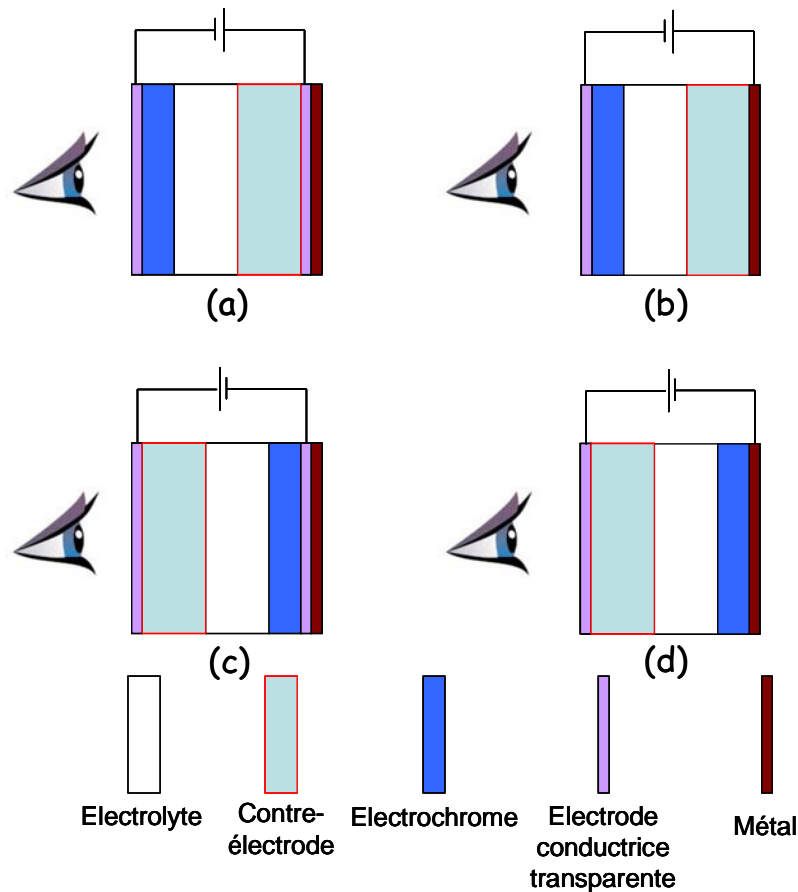 (a)
(b)
(c)
(d)
Electrolyte
Contre-
électrode
Electrochrome
Electrode
conductrice
transparente
Métal